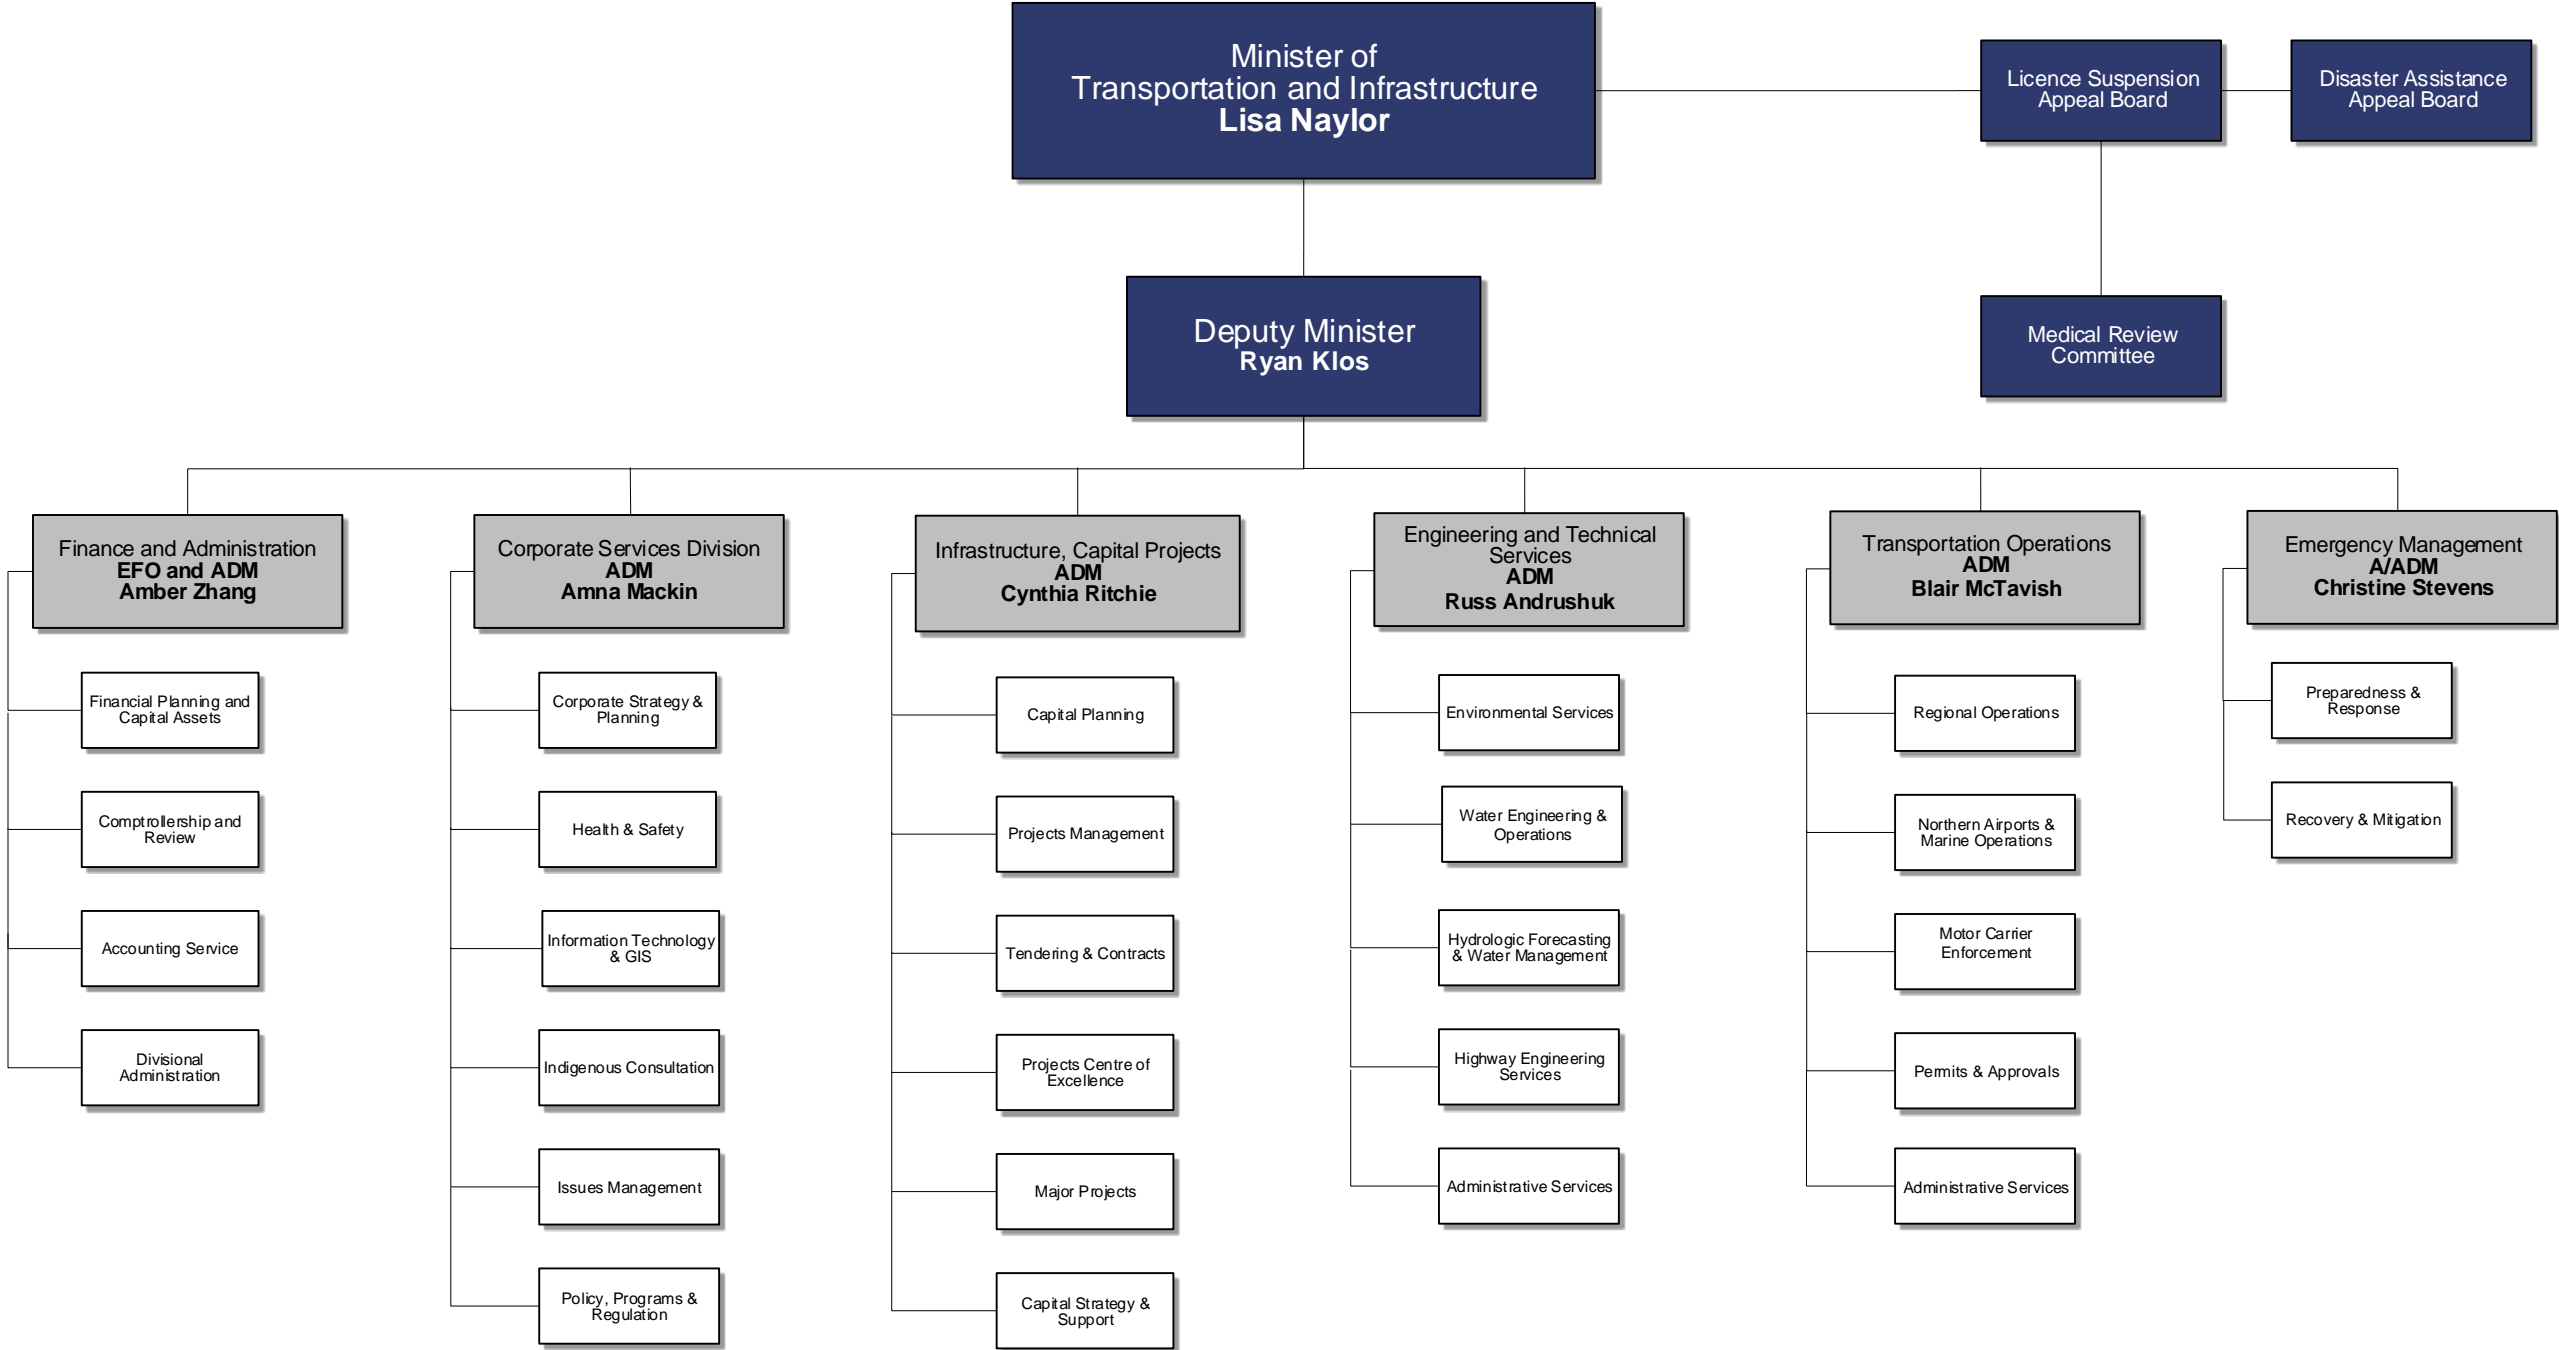 Minister of
Transportation and Infrastructure
Lisa Naylor
Licence Suspension
Appeal Board
Disaster Assistance
Appeal Board
Deputy Minister
Ryan Klos
Medical Review
Committee
Finance and Administration
EFO and ADM
Amber Zhang
Corporate Services Division
ADM
Amna Mackin
Infrastructure, Capital Projects
ADM
Cynthia Ritchie
Engineering and Technical
Services
ADM
Russ Andrushuk
Transportation Operations
ADM
Blair McTavish
Emergency Management
A/ADM
Christine Stevens
Financial Planning and
Capital Assets
Comptrollership and
Review
Accounting Service
Divisional
Administration
Corporate Strategy &
Planning
Health & Safety
Information Technology
& GIS
Indigenous Consultation
Issues Management
Policy, Programs &
Regulation
Capital Planning
Projects Management
Tendering & Contracts
Projects Centre of
Excellence
Major Projects
Capital Strategy &
Support
Environmental Services
Water Engineering &
Operations
Hydrologic Forecasting
& Water Management
Highway Engineering
Services
Administrative Services
Regional Operations
Northern Airports &
Marine Operations
Motor Carrier
Enforcement
Permits & Approvals
Administrative Services
Preparedness &
Response
Recovery & Mitigation